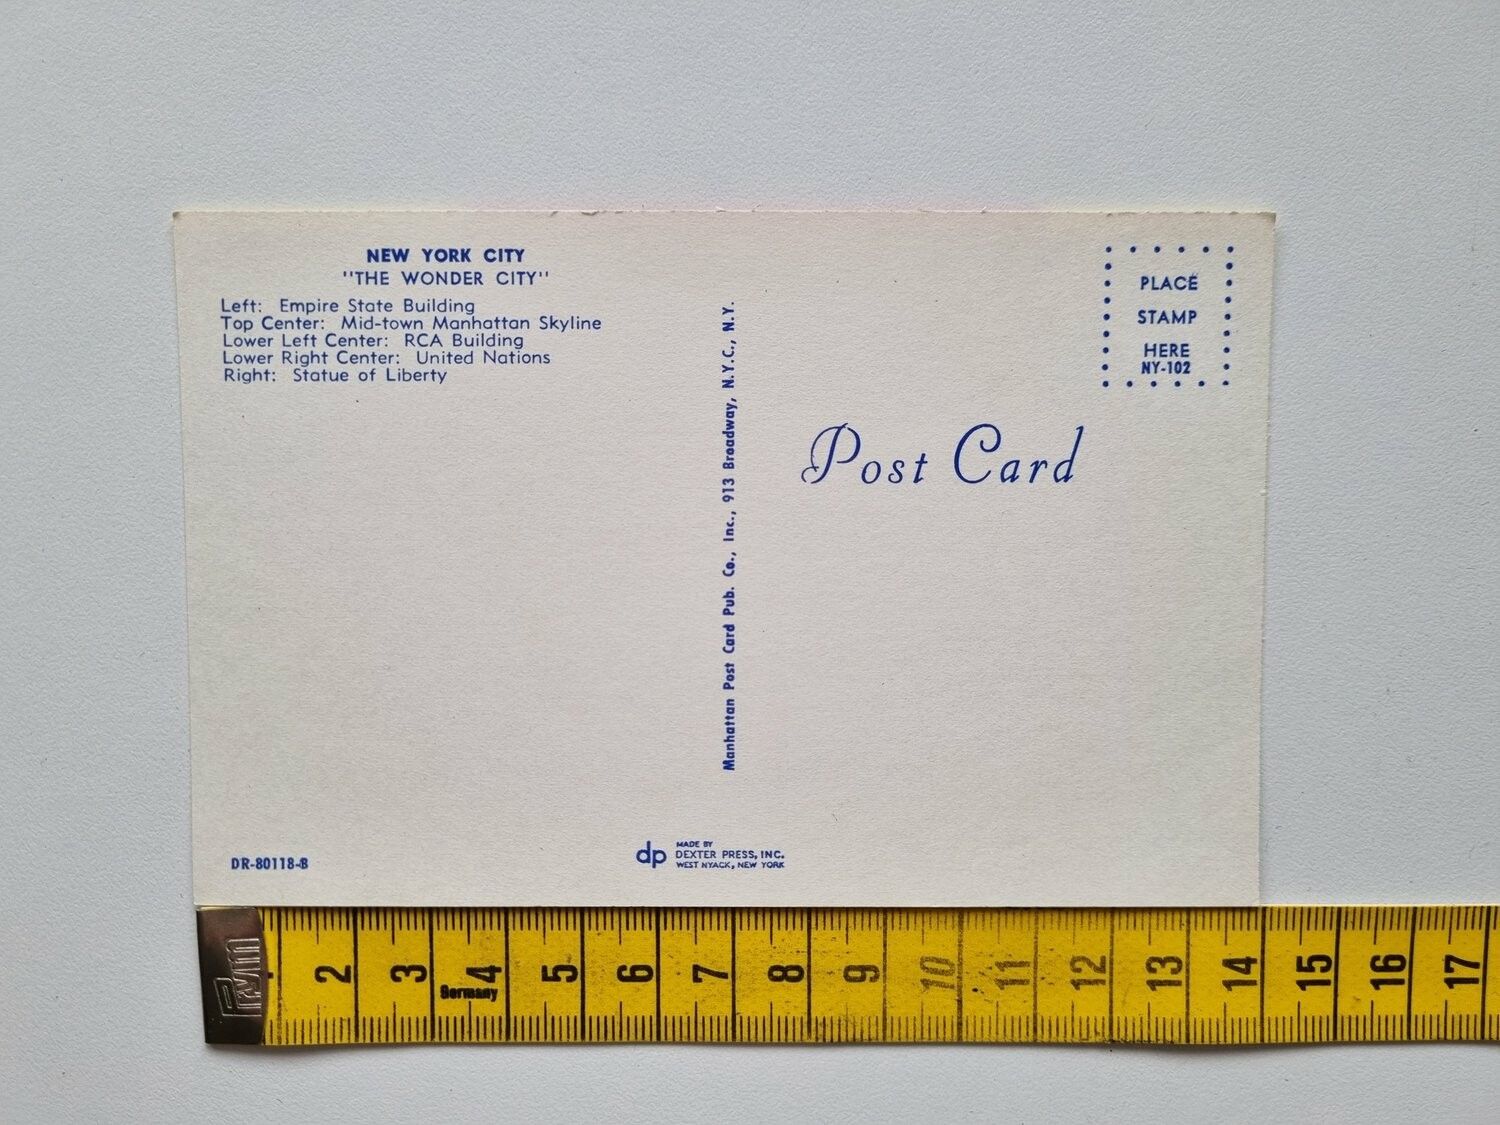 NEW YORK CITY
"THE WONDER CITY"
Left: Empire State Building
Top Center: Mid-town Manhattan Skyline
Lower Left Center: RCA Building
Lower Right Center: United Nations
Right: Statue of Liberty
DR-80118-B
Manhattan Post Card Pub. Co., Inc., 913 Broadway, N.Y.C., N.Y.
dp
MADE BY
DEXTER PRESS, INC.
WEST NYACK, NEW YORK
PLACE
STAMP
HERE
NY-102
Post Card
2 3 4 5 6 7 8 9 10 11 12 13 14 15 16 17
Germany